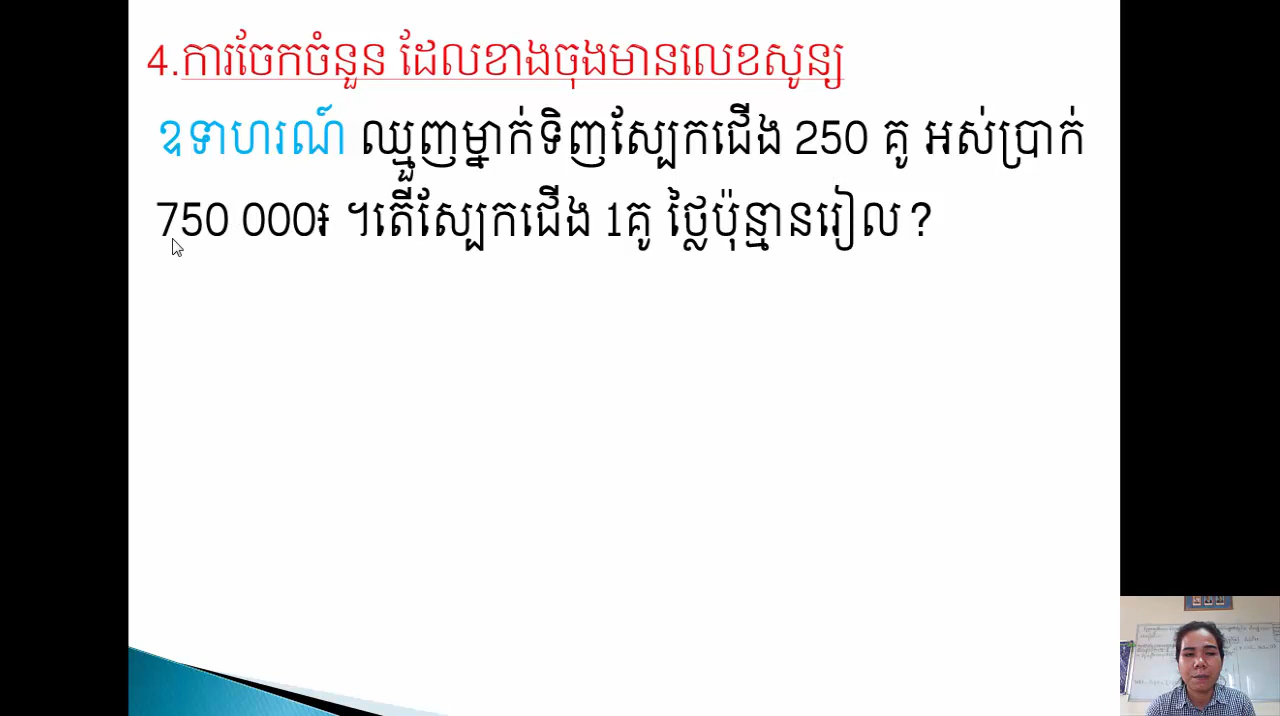 4.ការចែកចំនួន ដែលខាងចុងមានលេខសូន្យ
ឧទាហរណ៍ ឈ្មួញម្នាក់ទិញស្បែកជើង 250 គូ អស់ប្រាក់
750 000៛ ។តើស្បែកជើង 1គូ ថ្លៃប៉ុន្មានរៀល?